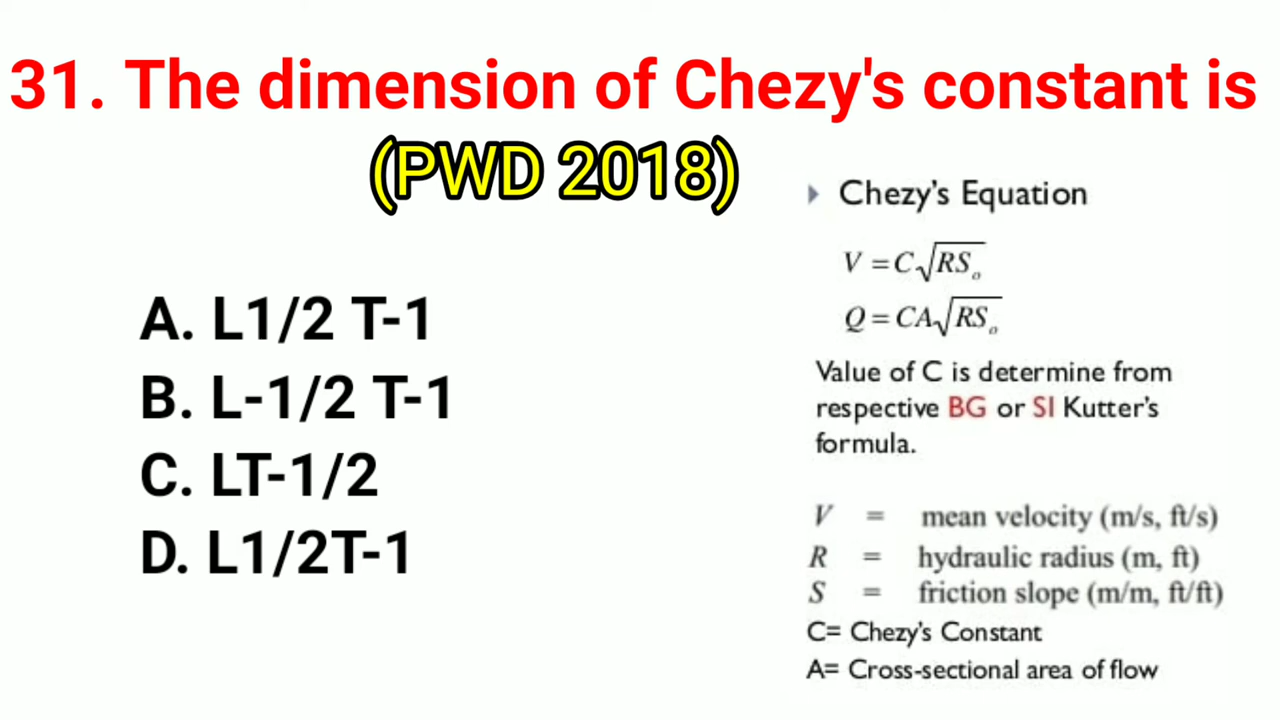 31. The dimension of Chezy's constant is
(PWD 2018)
A. L1/2 T-1
B. L-1/2 T-1
C. LT-1/2
D. L1/2T-1
Chezy's Equation
V = C√RSo
Q = CA√RSo
Value of C is determine from
respective BG or SI Kutter's
formula.
V = mean velocity (m/s, ft/s)
R = hydraulic radius (m, ft)
S = friction slope (m/m, ft/ft)
C= Chezy's Constant
A= Cross-sectional area of flow